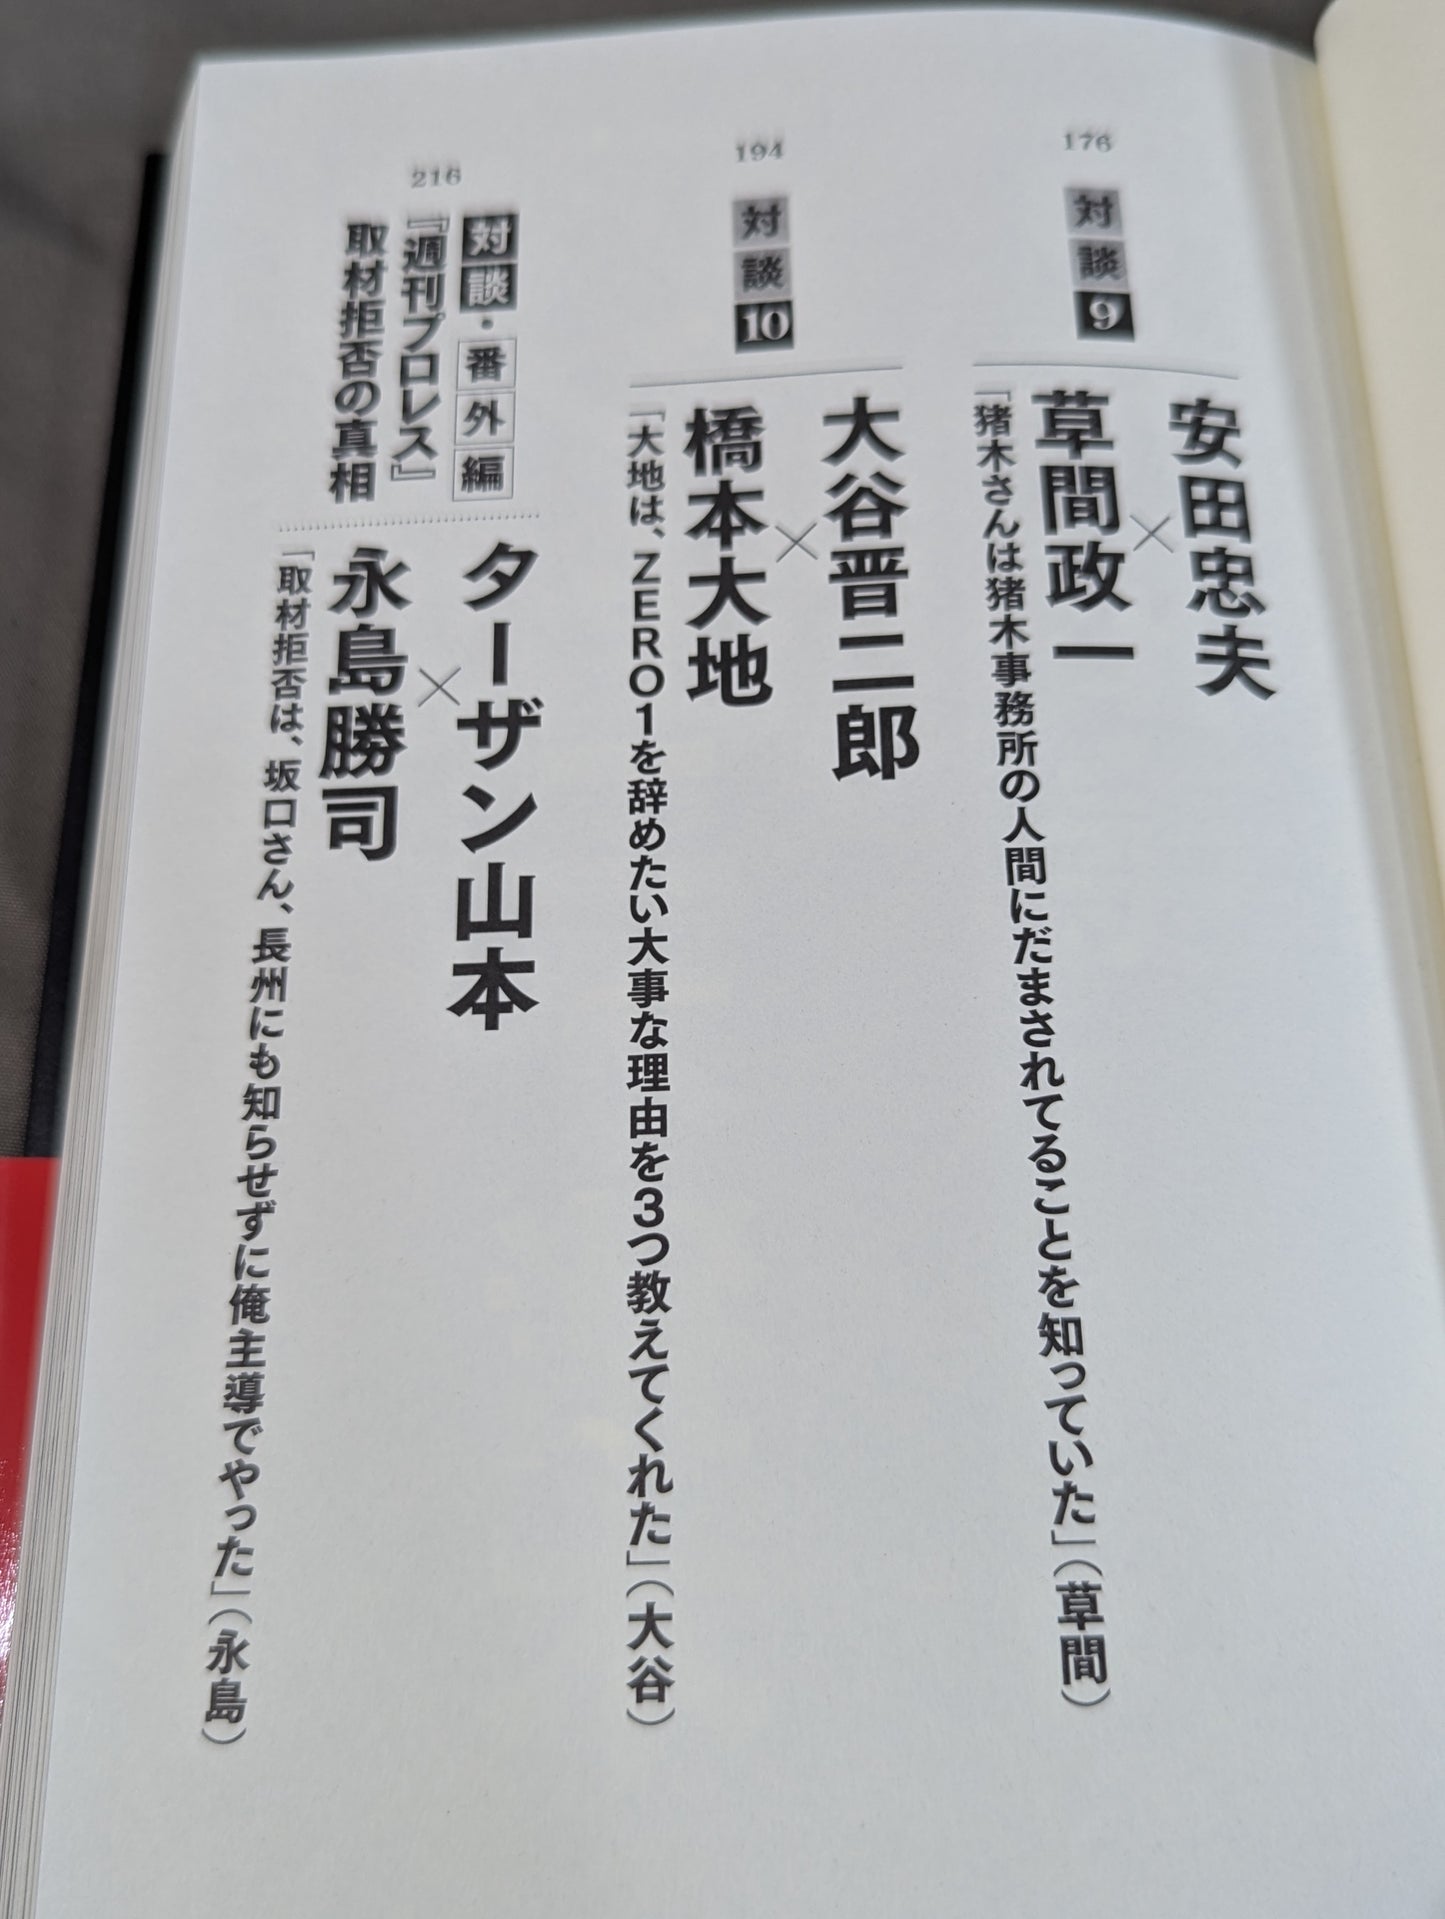 176
対談9
安田忠夫
×
草間政一
「猪木さんは猪木事務所の人間にだまされてることを知っていた」（草間）
194
対談10
大谷晋二郎
×
橋本大地
「大地は、ZERO1を辞めたい大事な理由を3つ教えてくれた」（大谷）
216
対談・番外編
『週刊プロレス』
取材拒否の真相
ターザン山本
×
永島勝司
「取材拒否は、坂口さん、長州にも知らせずに俺主導でやった」（永島）